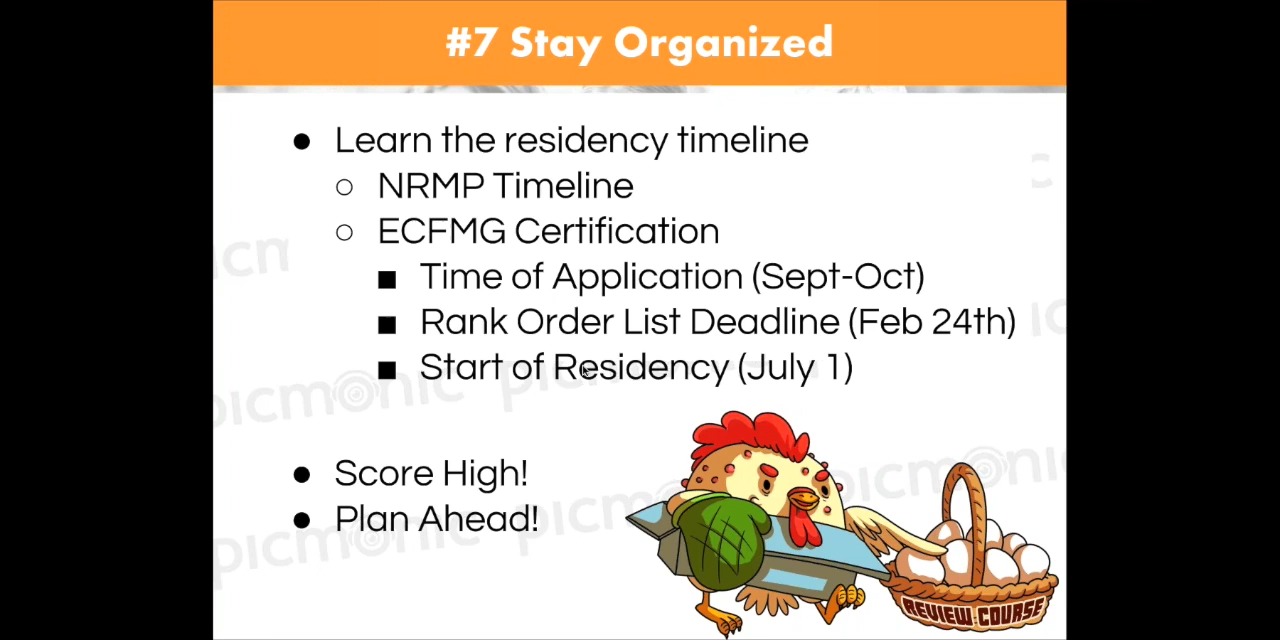 #7 Stay Organized
● Learn the residency timeline
○ NRMP Timeline
○ ECFMG Certification
■ Time of Application (Sept-Oct)
■ Rank Order List Deadline (Feb 24th)
■ Start of Residency (July 1)
● Score High!
● Plan Ahead!
picmonic
REVIEW COURSE